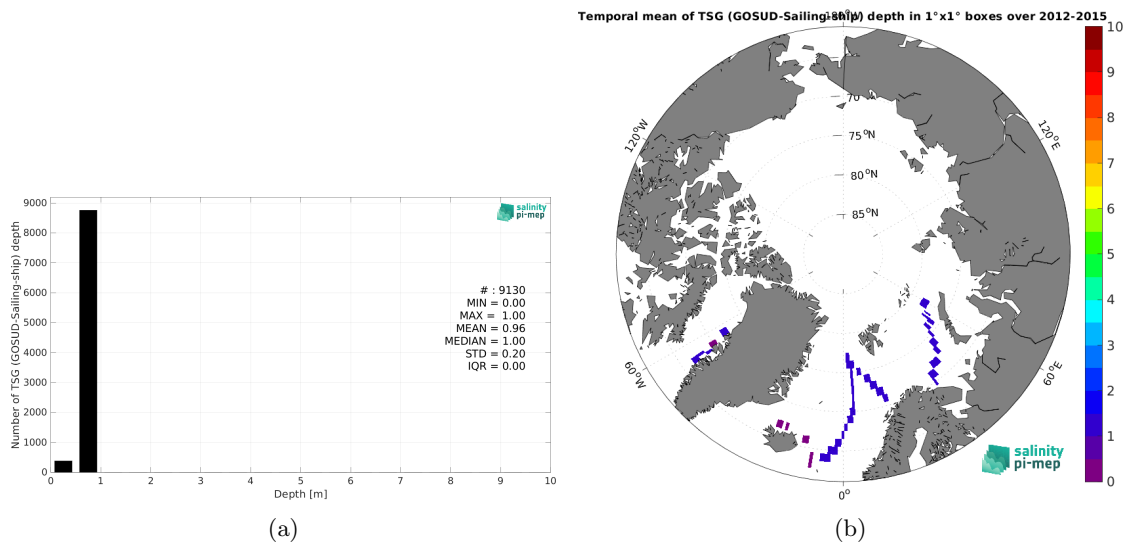 Temporal mean of TSG (GOSUD-Sailing-ship) depth in 1°x1° boxes over 2012-2015
9000
8000
7000
6000
5000
4000
3000
2000
1000
0
Number of TSG (GOSUD-Sailing-ship) depth
salinity
pi-mep
# : 9130
MIN = 0.00
MAX = 1.00
MEAN = 0.96
MEDIAN = 1.00
STD = 0.20
IQR = 0.00
0 1 2 3 4 5 6 7 8 9 10
Depth [m]
(a)
180°W
120°W
120°E
70
75°N
80°N
85°N
60°W
60°E
0°
salinity
pi-mep
10
9
8
7
6
5
4
3
2
1
0
(b)